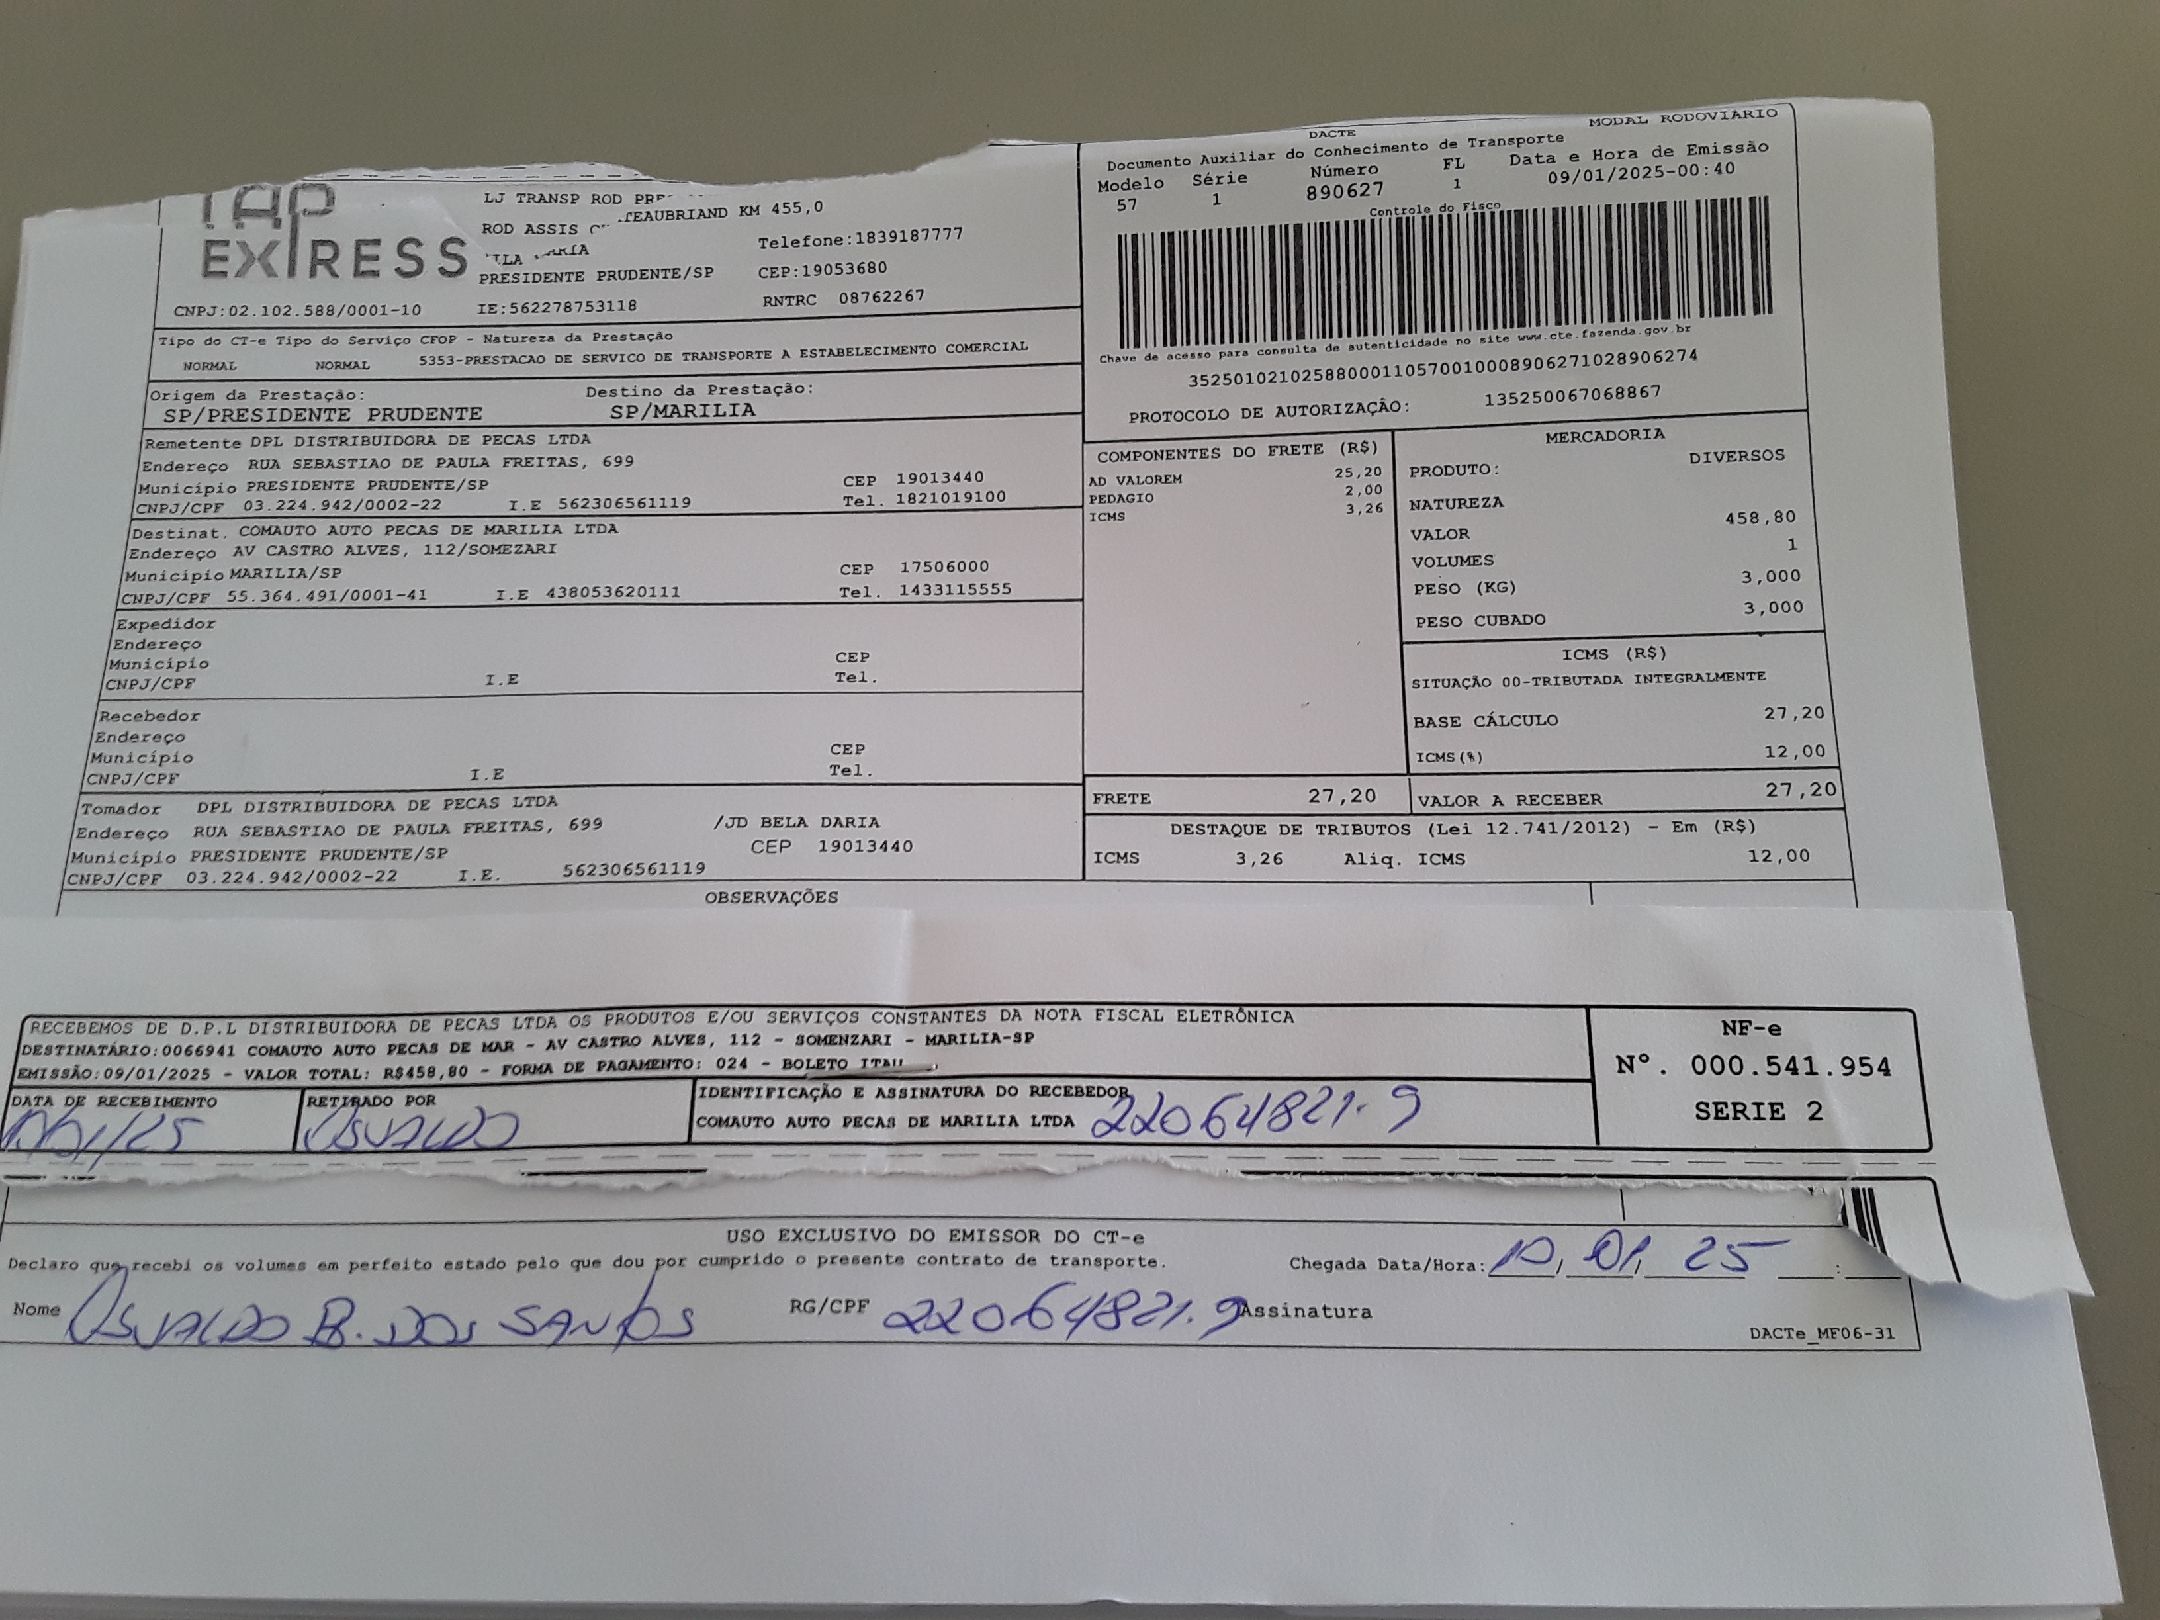 EXPRESS
LJ TRANSP ROD
ROD ASSIS TEAUBRIAND KM 455,0
Telefone:1839187777
PRESIDENTE PRUDENTE/SP CEP:19053680
CNPJ:02.102.588/0001-10 IE:562278753118 RNTRC 08762267
DACTE MODAL RODOVIÁRIO
Documento Auxiliar do Conhecimento de Transporte
Modelo Série Número FL Data e Hora de Emissão
57 1 890627 1 09/01/2025-00:40
Controle do Fisco
Chave de acesso para consulta de autenticidade no site www.cte.fazenda.gov.br
35250102102588000110570010008906271028906274
PROTOCOLO DE AUTORIZAÇÃO: 135250067068867
Tipo do CT-e Tipo do Serviço CFOP - Natureza da Prestação
NORMAL NORMAL 5353-PRESTACAO DE SERVICO DE TRANSPORTE A ESTABELECIMENTO COMERCIAL
Origem da Prestação: Destino da Prestação:
SP/PRESIDENTE PRUDENTE SP/MARILIA
Remetente DPL DISTRIBUIDORA DE PECAS LTDA
Endereço RUA SEBASTIAO DE PAULA FREITAS, 699
Município PRESIDENTE PRUDENTE/SP CEP 19013440
CNPJ/CPF 03.224.942/0002-22 I.E 562306561119 Tel. 1821019100
Destinat. COMAUTO AUTO PECAS DE MARILIA LTDA
Endereço AV CASTRO ALVES, 112/SOMEZARI
Município MARILIA/SP CEP 17506000
CNPJ/CPF 55.364.491/0001-41 I.E 438053620111 Tel. 1433115555
Expedidor
Endereço
Município CEP
CNPJ/CPF I.E Tel.
Recebedor
Endereço
Município CEP
CNPJ/CPF I.E Tel.
Tomador DPL DISTRIBUIDORA DE PECAS LTDA
Endereço RUA SEBASTIAO DE PAULA FREITAS, 699 /JD BELA DARIA
Município PRESIDENTE PRUDENTE/SP CEP 19013440
CNPJ/CPF 03.224.942/0002-22 I.E. 562306561119
COMPONENTES DO FRETE (R$)
AD VALOREM 25,20
PEDAGIO 2,00
ICMS 3,26
MERCADORIA
PRODUTO: DIVERSOS
NATUREZA
VALOR 458,80
VOLUMES 1
PESO (KG) 3,000
PESO CUBADO 3,000
ICMS (R$)
SITUAÇÃO 00-TRIBUTADA INTEGRALMENTE
BASE CÁLCULO 27,20
ICMS(%) 12,00
FRETE 27,20 VALOR A RECEBER 27,20
DESTAQUE DE TRIBUTOS (Lei 12.741/2012) - Em (R$)
ICMS 3,26 Aliq. ICMS 12,00
OBSERVAÇÕES
RECEBEMOS DE D.P.L DISTRIBUIDORA DE PECAS LTDA OS PRODUTOS E/OU SERVIÇOS CONSTANTES DA NOTA FISCAL ELETRÔNICA
DESTINATÁRIO:0066941 COMAUTO AUTO PECAS DE MAR - AV CASTRO ALVES, 112 - SOMENZARI - MARILIA-SP
EMISSÃO:09/01/2025 - VALOR TOTAL: R$458,80 - FORMA DE PAGAMENTO: 024 - BOLETO ITAU
DATA DE RECEBIMENTO RETIRADO POR IDENTIFICAÇÃO E ASSINATURA DO RECEBEDOR
10/01/25 OSVALDO COMAUTO AUTO PECAS DE MARILIA LTDA 22064821.9
NF-e
Nº. 000.541.954
SERIE 2
USO EXCLUSIVO DO EMISSOR DO CT-e
Declaro que recebi os volumes em perfeito estado pelo que dou por cumprido o presente contrato de transporte. Chegada Data/Hora: 10/01/25 :
Nome OSVALDO B. DOS SANTOS RG/CPF 22064821.9 Assinatura
DACTe_MF06-31